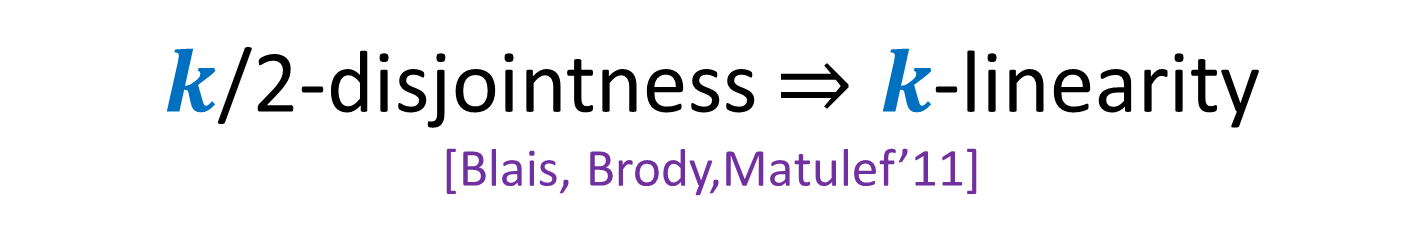 k/2-disjointness ⇒ k-linearity
[Blais, Brody,Matulef’11]